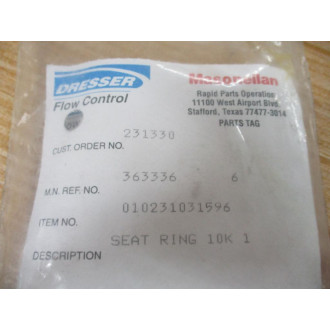 DRESSER
Flow Control
Masoneilan
Rapid Parts Operation
11100 West Airport Blvd.
Stafford, Texas 77477-3014
PARTS TAG
231330
CUST. ORDER NO.
363336 6
M.N. REF. NO.
010231031596
ITEM NO.
SEAT RING 10K 1
DESCRIPTION